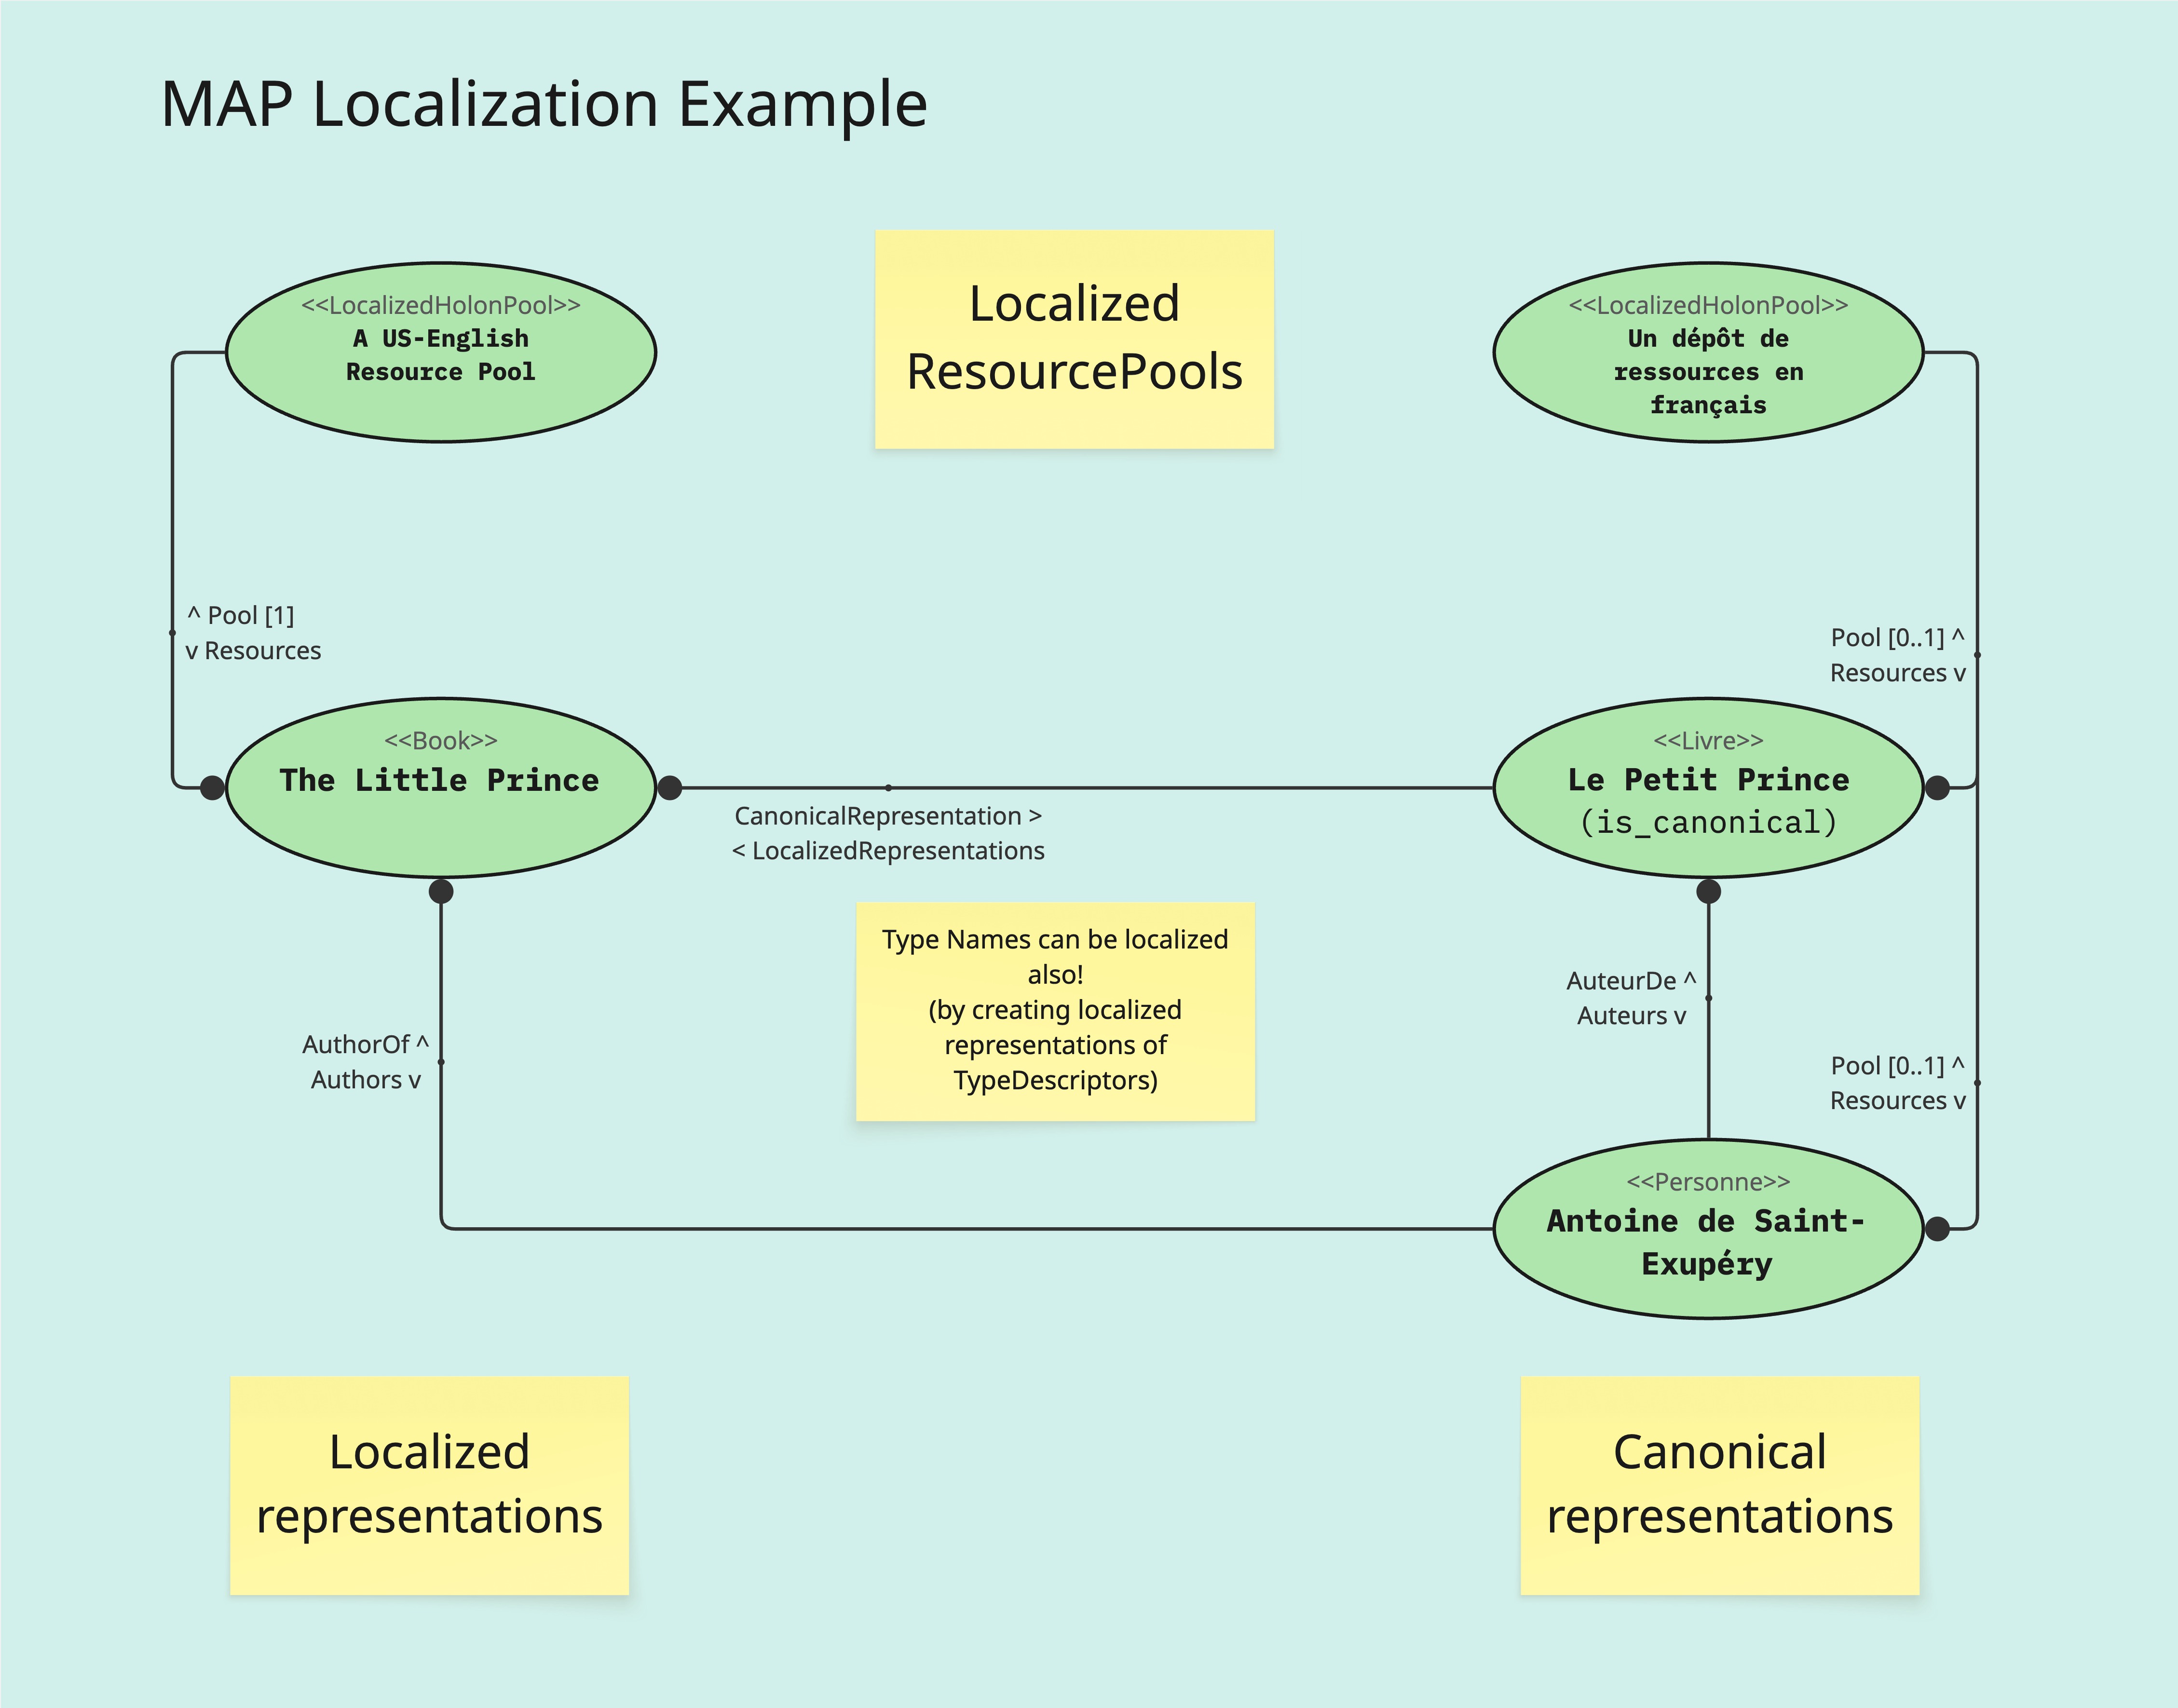 MAP Localization Example
<<LocalizedHolonPool>>
A US-English
Resource Pool
Localized
ResourcePools
<<LocalizedHolonPool>>
Un dépôt de
ressources en
français
^ Pool [1]
v Resources
Pool [0..1] ^
Resources v
<<Book>>
The Little Prince
CanonicalRepresentation >
< LocalizedRepresentations
<<Livre>>
Le Petit Prince
(is_canonical)
Type Names can be localized
also!
(by creating localized
representations of
TypeDescriptors)
AuthorOf ^
Authors v
AuteurDe ^
Auteurs v
Pool [0..1] ^
Resources v
<<Personne>>
Antoine de Saint-
Exupéry
Localized
representations
Canonical
representations